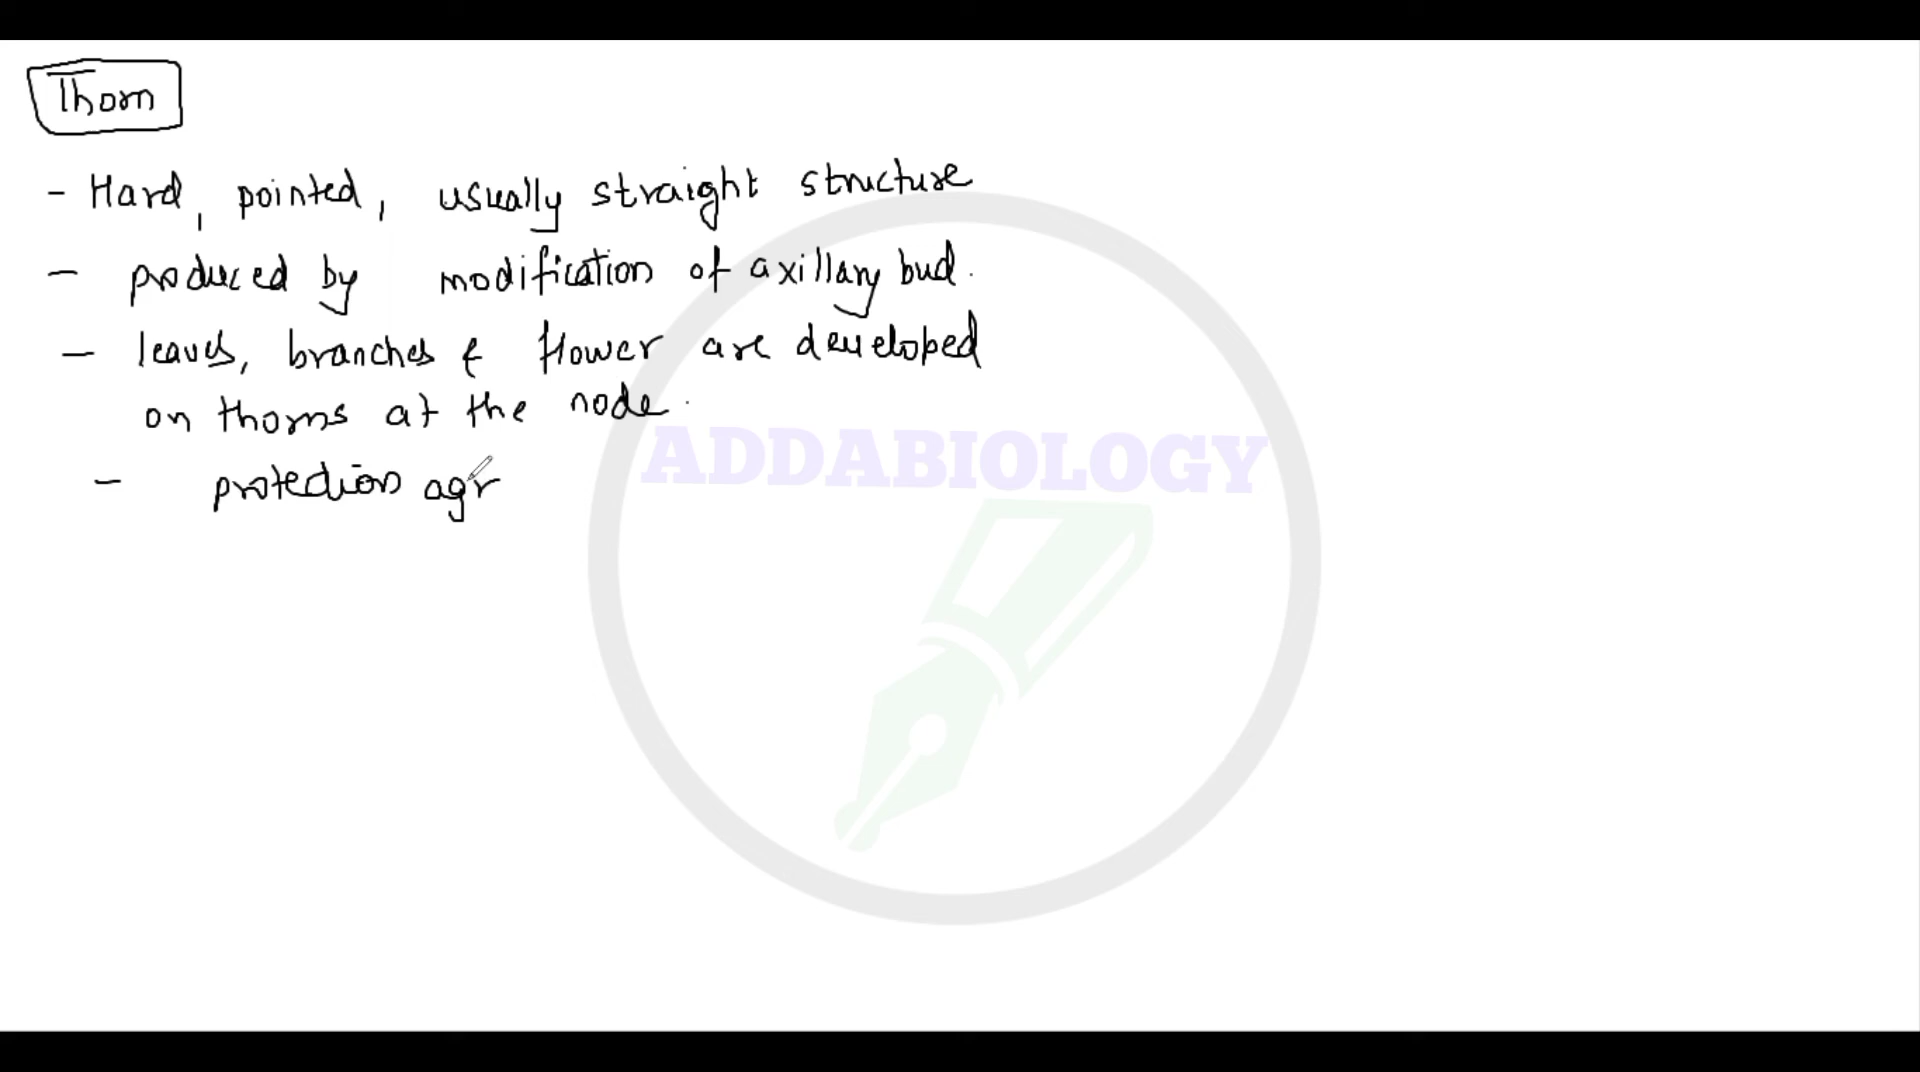 Thorn
- Hard, pointed, usually straight structure
- produced by modification of axillary bud.
- leaves, branches & flower are developed
on thorns at the node.
ADDABIOLOGY
- protection